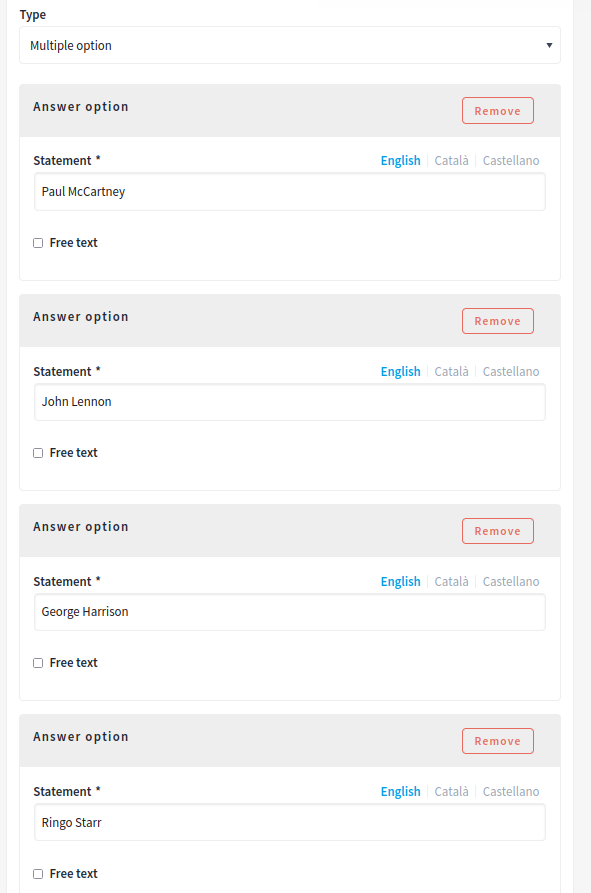 Type
Multiple option
Answer option Remove
Statement * English Català Castellano
Paul McCartney
Free text
Answer option Remove
Statement * English Català Castellano
John Lennon
Free text
Answer option Remove
Statement * English Català Castellano
George Harrison
Free text
Answer option Remove
Statement * English Català Castellano
Ringo Starr
Free text